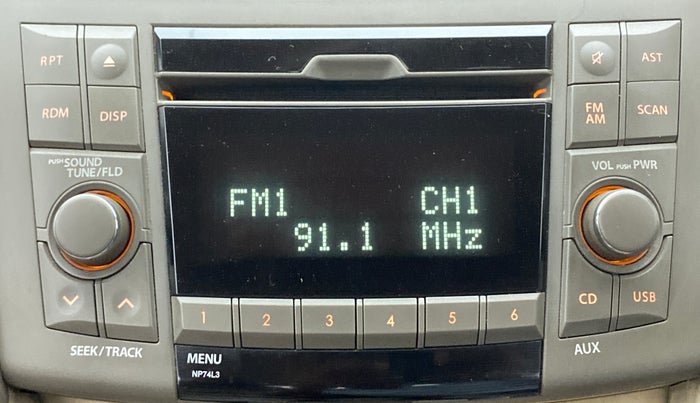 RPT
RDM
DISP
PUSH SOUND
TUNE/FLD
SEEK/TRACK
FM1 CH1
91.1 MHz
1 2 3 4 5 6
MENU
NP74L3
AST
FM
AM
SCAN
VOL PUSH PWR
CD
USB
AUX